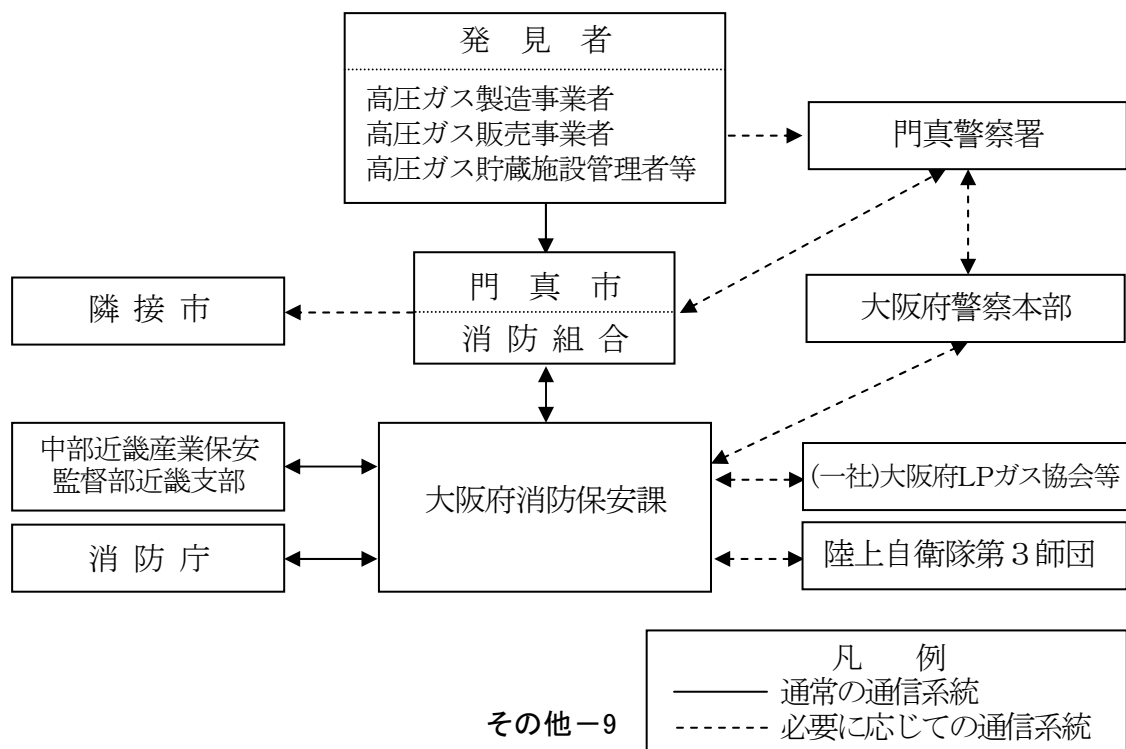 発見者
高圧ガス製造事業者
高圧ガス販売事業者
高圧ガス貯蔵施設管理者等
門真警察署
門真市
消防組合
隣接市
大阪府警察本部
中部近畿産業保安
監督部近畿支部
大阪府消防保安課
(一社)大阪府LPガス協会等
消防庁
陸上自衛隊第３師団
凡例
通常の通信系統
必要に応じての通信系統
その他－9